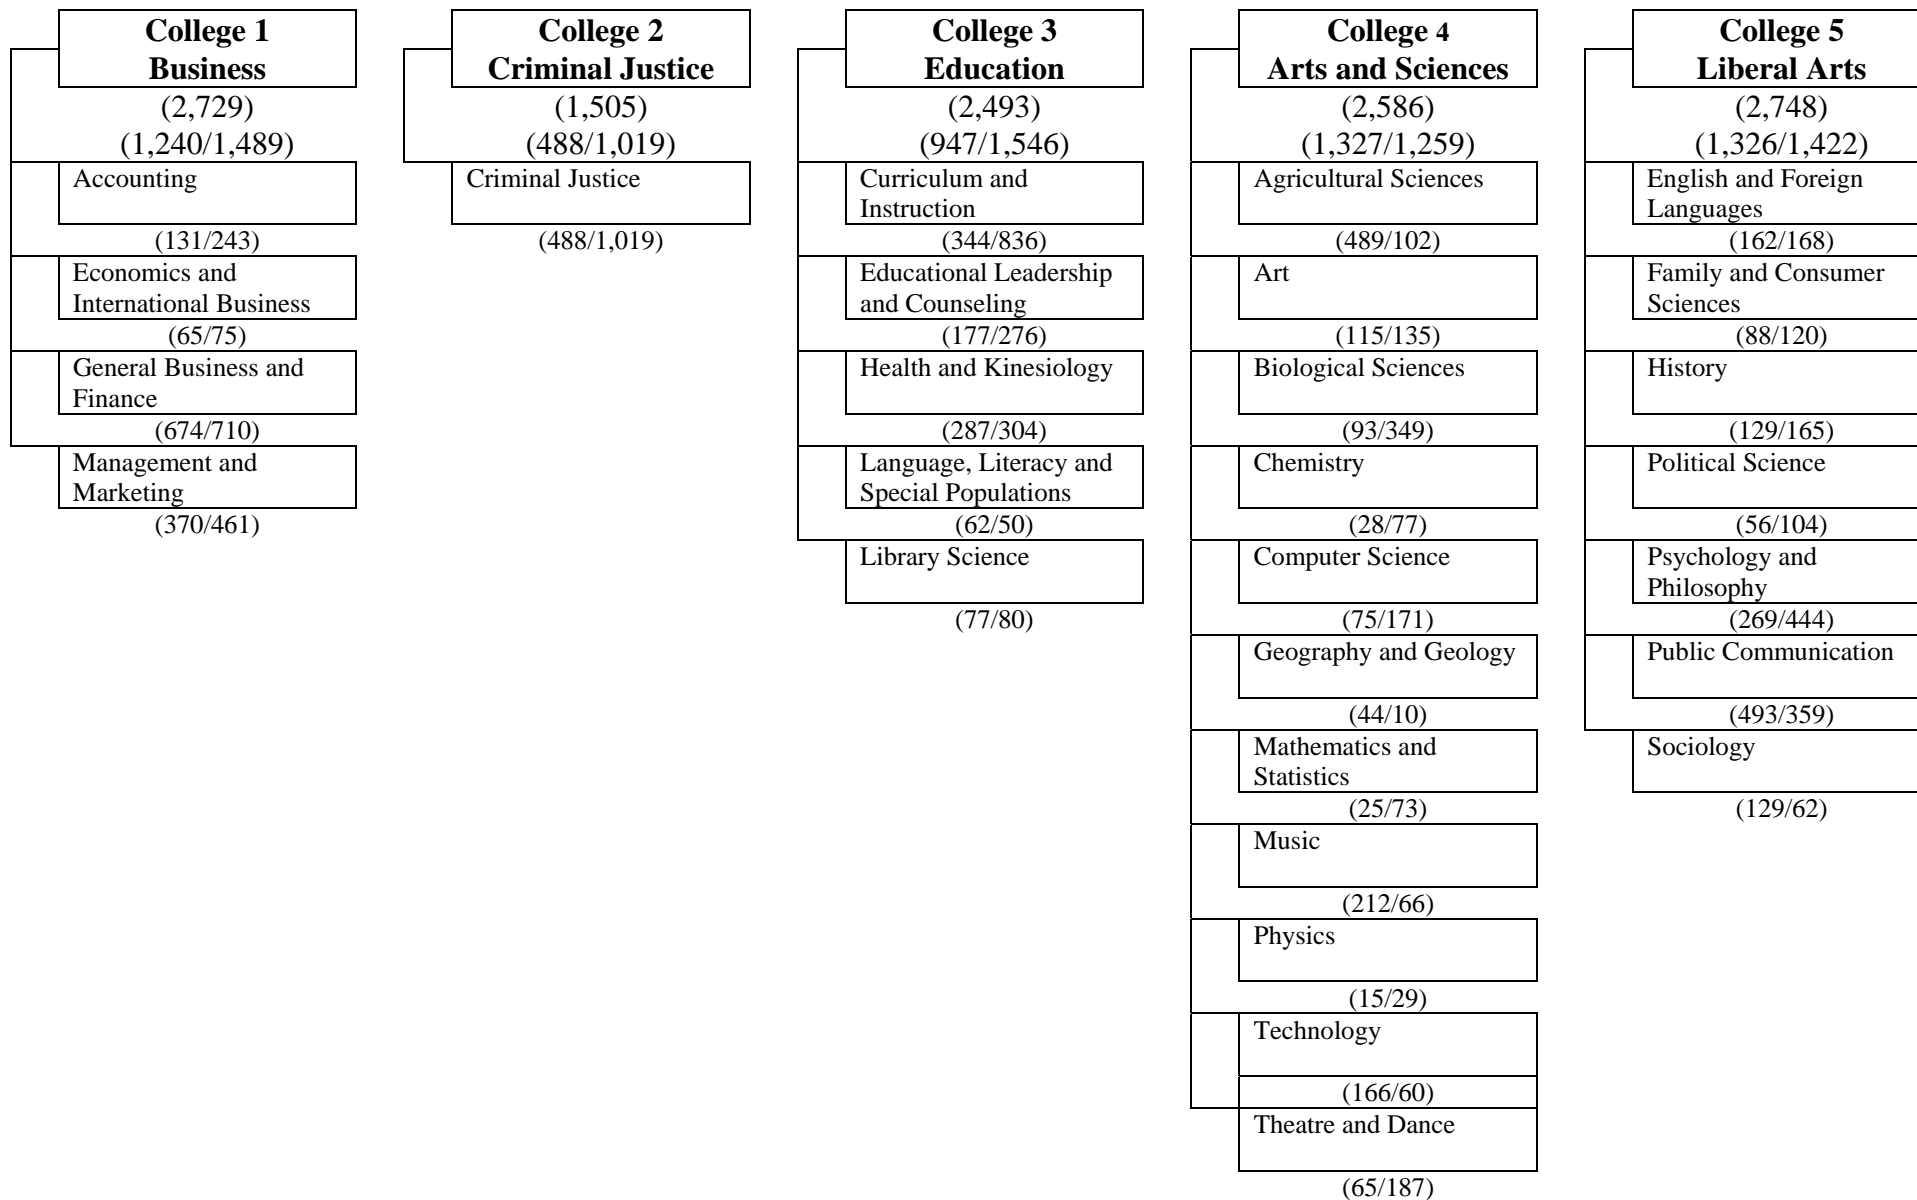 College 1
Business
(2,729)
(1,240/1,489)
Accounting
(131/243)
Economics and
International Business
(65/75)
General Business and
Finance
(674/710)
Management and
Marketing
(370/461)
College 2
Criminal Justice
(1,505)
(488/1,019)
Criminal Justice
(488/1,019)
College 3
Education
(2,493)
(947/1,546)
Curriculum and
Instruction
(344/836)
Educational Leadership
and Counseling
(177/276)
Health and Kinesiology
(287/304)
Language, Literacy and
Special Populations
(62/50)
Library Science
(77/80)
College 4
Arts and Sciences
(2,586)
(1,327/1,259)
Agricultural Sciences
(489/102)
Art
(115/135)
Biological Sciences
(93/349)
Chemistry
(28/77)
Computer Science
(75/171)
Geography and Geology
(44/10)
Mathematics and
Statistics
(25/73)
Music
(212/66)
Physics
(15/29)
Technology
(166/60)
Theatre and Dance
(65/187)
College 5
Liberal Arts
(2,748)
(1,326/1,422)
English and Foreign
Languages
(162/168)
Family and Consumer
Sciences
(88/120)
History
(129/165)
Political Science
(56/104)
Psychology and
Philosophy
(269/444)
Public Communication
(493/359)
Sociology
(129/62)